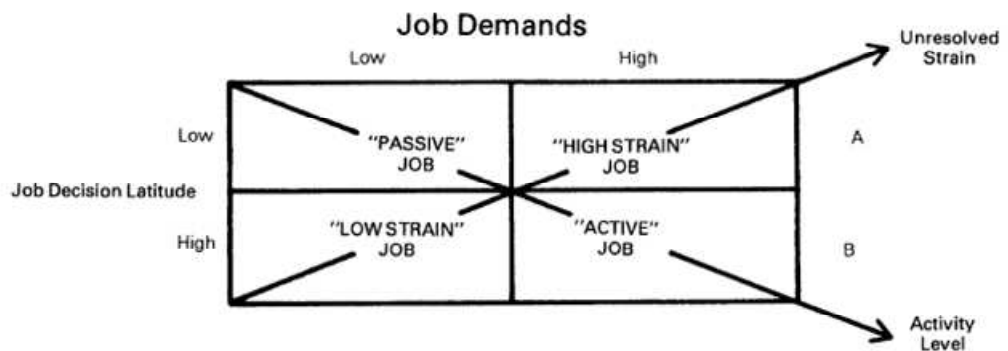 Job Demands
Low
High
Unresolved
Strain
Low
"PASSIVE"
JOB
"HIGH STRAIN"
JOB
A
Job Decision Latitude
High
"LOW STRAIN"
JOB
"ACTIVE"
JOB
B
Activity
Level